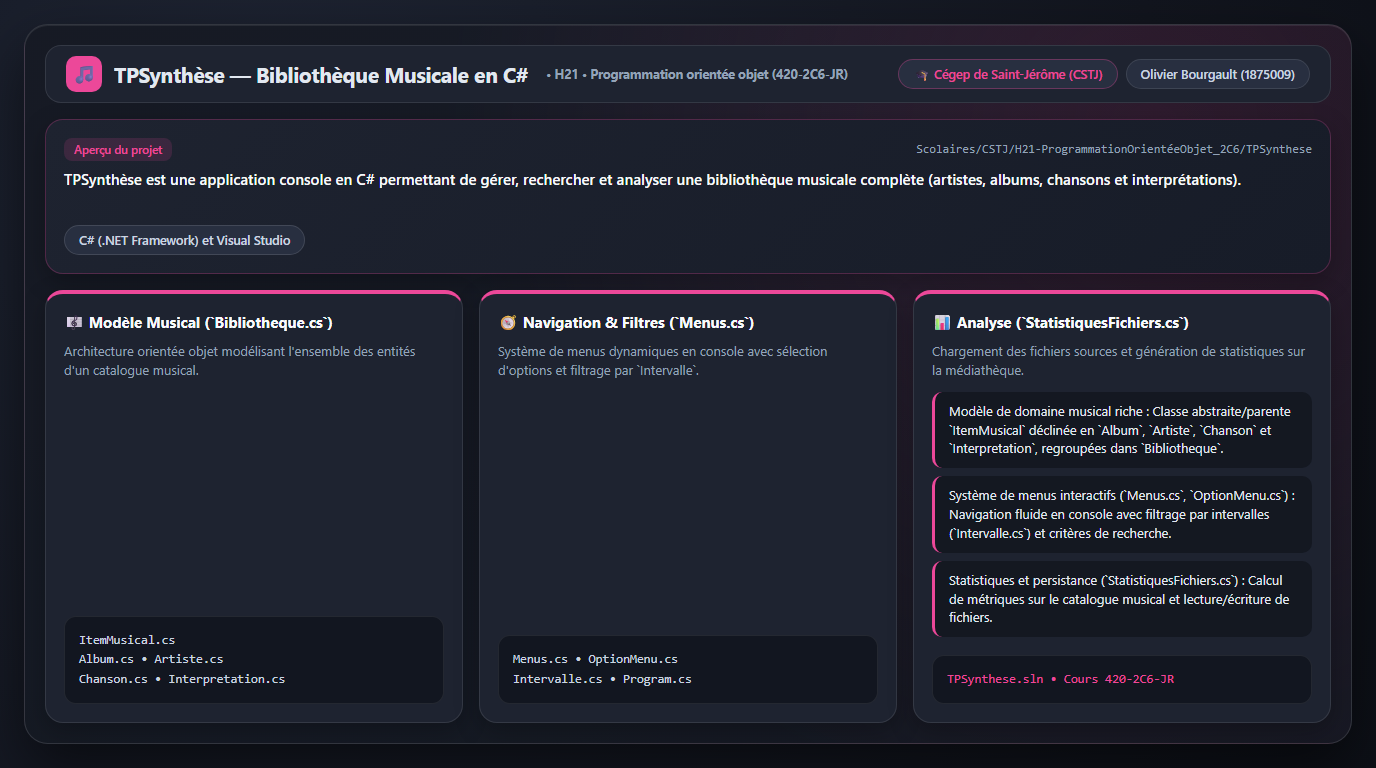 TPSynthèse — Bibliothèque Musicale en C# • H21 • Programmation orientée objet (420-2C6-JR)
Cégep de Saint-Jérôme (CSTJ)
Olivier Bourgault (1875009)
Aperçu du projet
Scolaires/CSTJ/H21-ProgrammationOrientéeObjet_2C6/TPSynthese
TPSynthèse est une application console en C# permettant de gérer, rechercher et analyser une bibliothèque musicale complète (artistes, albums, chansons et interprétations).
C# (.NET Framework) et Visual Studio
Modèle Musical (`Bibliotheque.cs`)
Architecture orientée objet modélisant l'ensemble des entités
d'un catalogue musical.
ItemMusical.cs
Album.cs • Artiste.cs
Chanson.cs • Interpretation.cs
Navigation & Filtres (`Menus.cs`)
Système de menus dynamiques en console avec sélection
d'options et filtrage par `Intervalle`.
Menus.cs • OptionMenu.cs
Intervalle.cs • Program.cs
Analyse (`StatistiquesFichiers.cs`)
Chargement des fichiers sources et génération de statistiques sur
la médiathèque.
Modèle de domaine musical riche : Classe abstraite/parente
`ItemMusical` déclinée en `Album`, `Artiste`, `Chanson` et
`Interpretation`, regroupées dans `Bibliotheque`.
Système de menus interactifs (`Menus.cs`, `OptionMenu.cs`) :
Navigation fluide en console avec filtrage par intervalles
(`Intervalle.cs`) et critères de recherche.
Statistiques et persistance (`StatistiquesFichiers.cs`) : Calcul
de métriques sur le catalogue musical et lecture/écriture de
fichiers.
TPSynthese.sln • Cours 420-2C6-JR